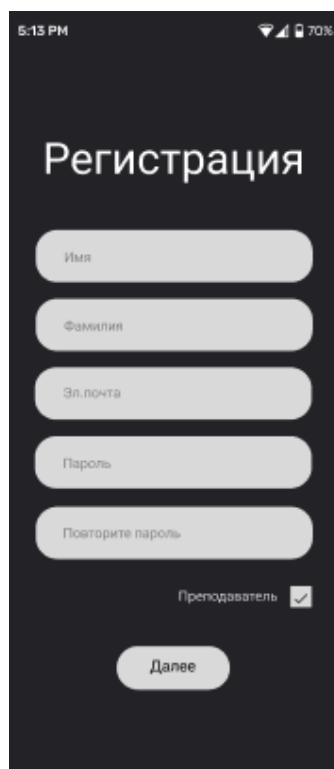 5:13 PM 70%
Регистрация
Имя
Фамилия
Эл.почта
Пароль
Повторите пароль
Преподаватель
Далее